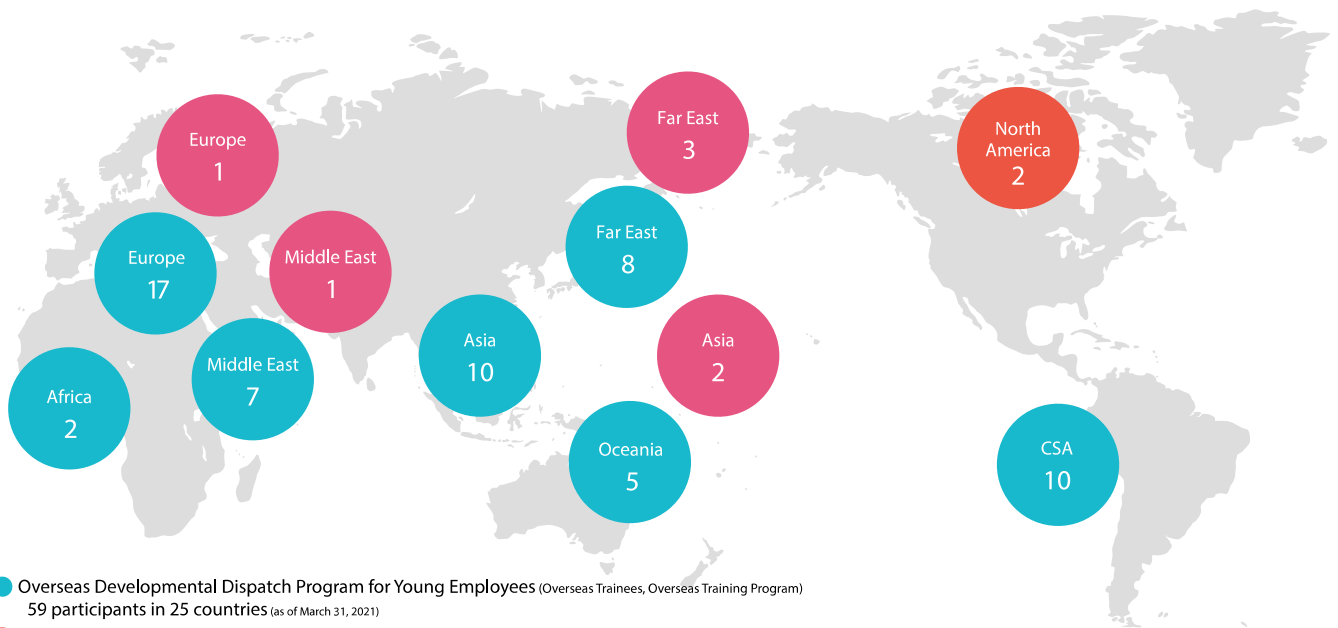 Europe
1
Far East
3
North
America
2
Far East
8
Europe
17
Middle East
1
Asia
10
Asia
2
Middle East
7
Africa
2
Oceania
5
CSA
10
Overseas Developmental Dispatch Program for Young Employees (Overseas Trainees, Overseas Training Program)
59 participants in 25 countries (as of March 31, 2021)